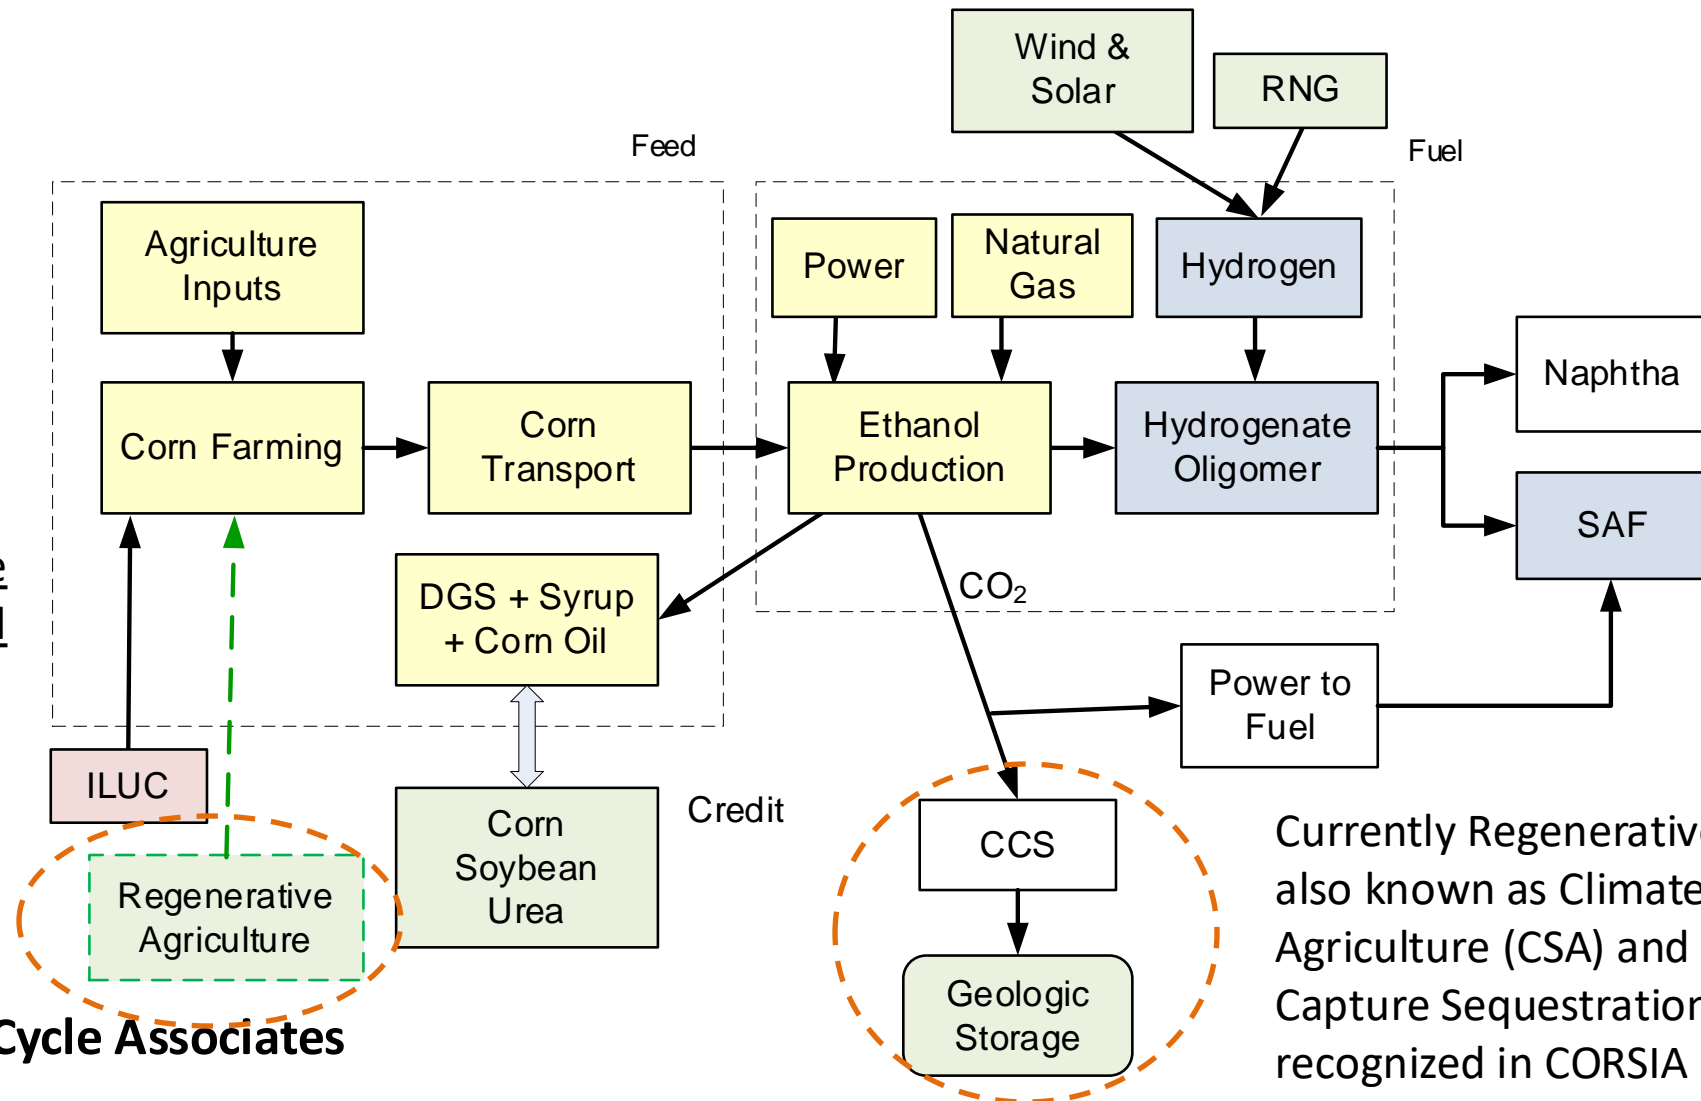 Wind &
Solar
RNG
Feed
Fuel
Agriculture
Inputs
Power
Natural
Gas
Hydrogen
Corn Farming
Corn
Transport
Ethanol
Production
Hydrogenate
Oligomer
Naphtha
SAF
DGS + Syrup
+ Corn Oil
CO₂
Power to
Fuel
ILUC
Corn
Soybean
Urea
Credit
CCS
Regenerative
Agriculture
Geologic
Storage
Currently Regenerative
also known as Climate
Agriculture (CSA) and
Capture Sequestration
recognized in CORSIA
Cycle Associates